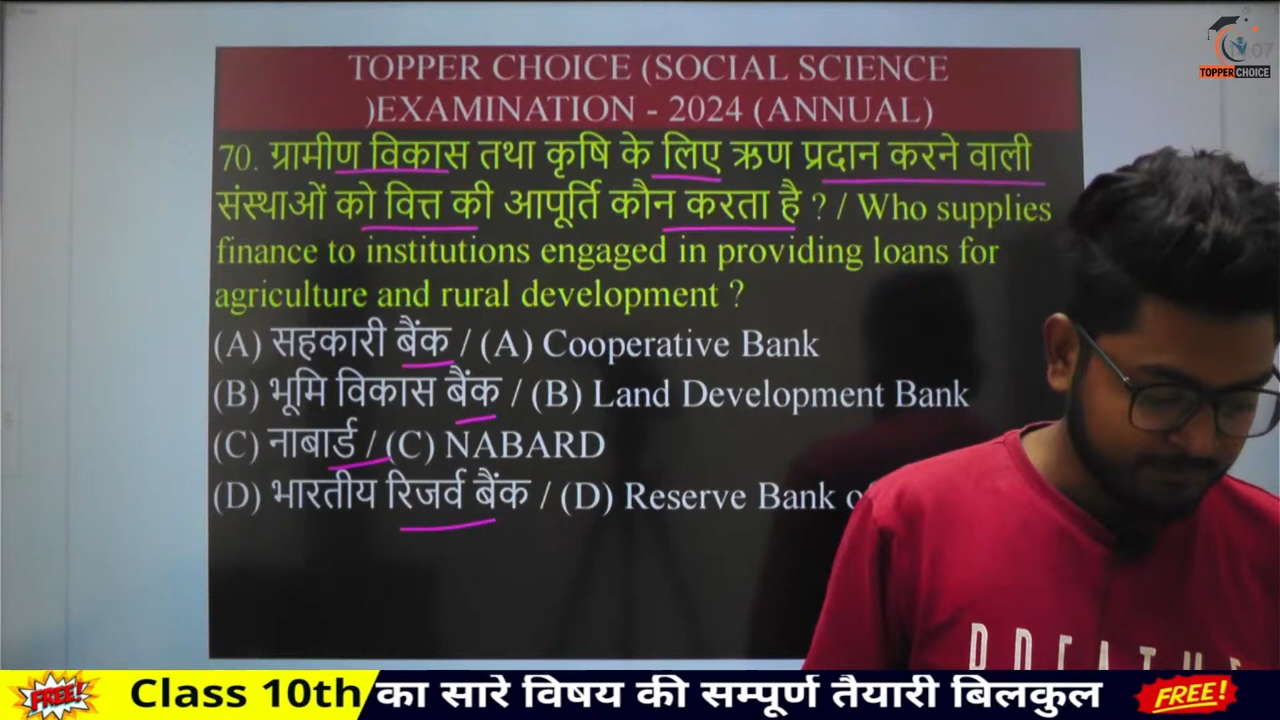 TOPPER CHOICE
TOPPER CHOICE (SOCIAL SCIENCE
)EXAMINATION - 2024 (ANNUAL)
70. ग्रामीण विकास तथा कृषि के लिए ऋण प्रदान करने वाली
संस्थाओं को वित्त की आपूर्ति कौन करता है ? / Who supplies
finance to institutions engaged in providing loans for
agriculture and rural development ?
(A) सहकारी बैंक / (A) Cooperative Bank
(B) भूमि विकास बैंक / (B) Land Development Bank
(C) नाबार्ड / (C) NABARD
(D) भारतीय रिजर्व बैंक / (D) Reserve Bank
BREATHE
FREE! Class 10th का सारे विषय की सम्पूर्ण तैयारी बिलकुल FREE!